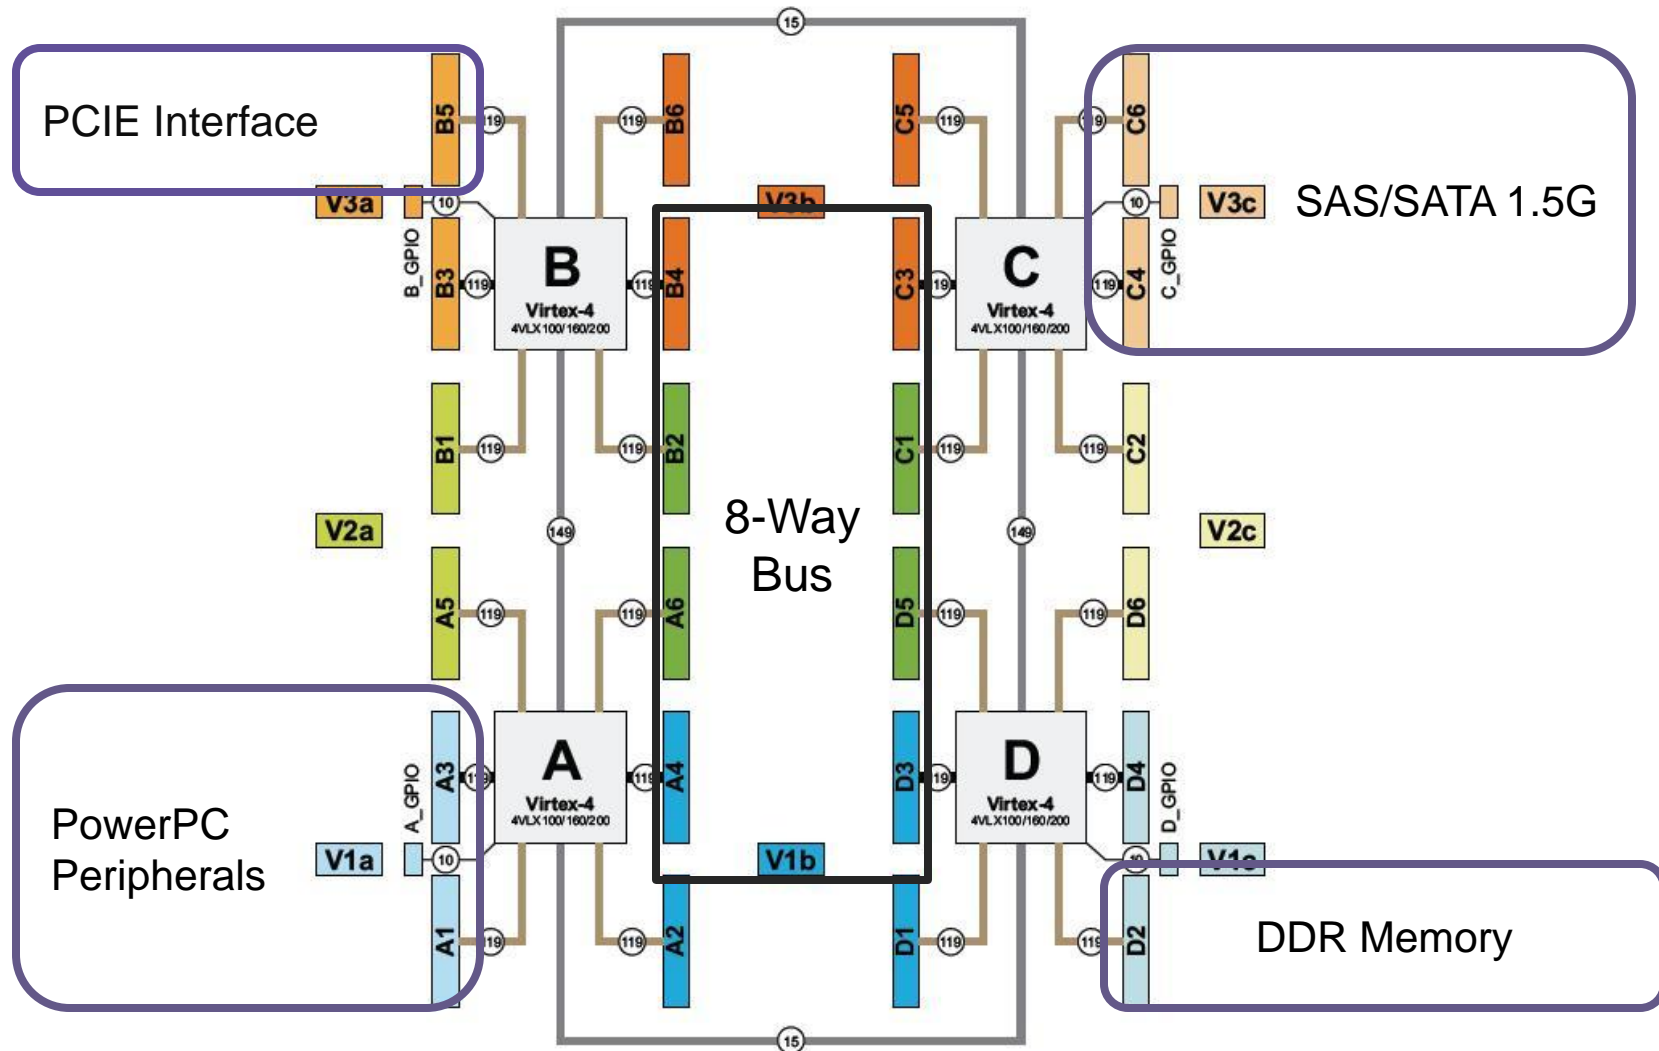 15
PCIE Interface
B5
119
119
B6
C5
119
119
C6
V3a
10
V3b
10
V3c
SAS/SATA 1.5G
B_GPIO
B3
119
B
Virtex-4
4VLX100/160/200
119
B4
C3
119
C
Virtex-4
4VLX100/160/200
119
C4
C_GPIO
B1
119
119
B2
C1
119
119
C2
V2a
149
8-Way
Bus
149
V2c
A5
119
119
A6
D5
119
119
D6
PowerPC
Peripherals
A_GPIO
A3
119
A
Virtex-4
4VLX100/160/200
119
A4
D3
119
D
Virtex-4
4VLX100/160/200
119
D4
D_GPIO
V1a
10
V1b
10
V1c
A1
119
119
A2
D1
119
119
D2
DDR Memory
15